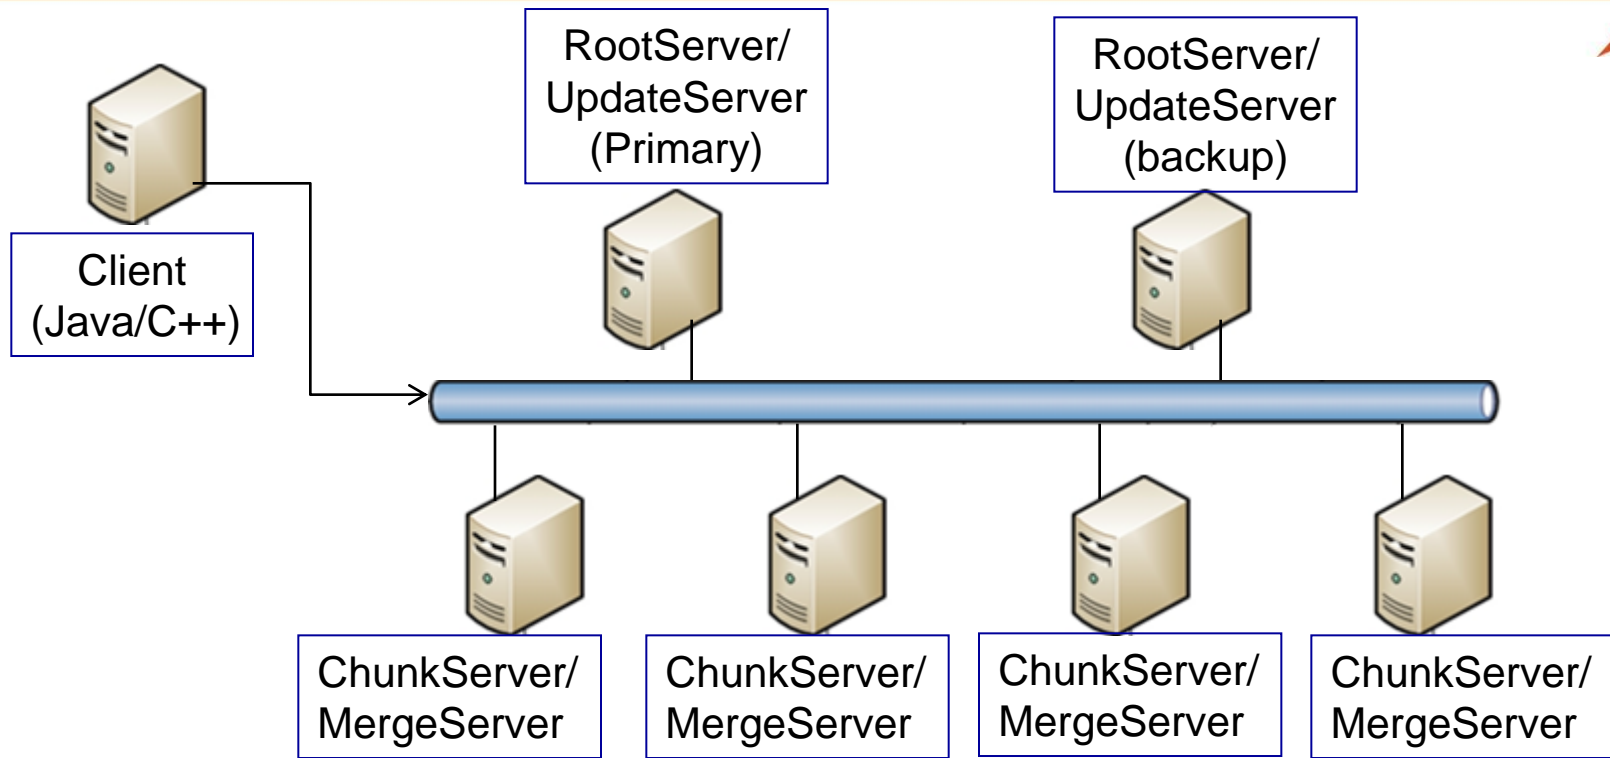 RootServer/
UpdateServer
(Primary)
RootServer/
UpdateServer
(backup)
Client
(Java/C++)
ChunkServer/
MergeServer
ChunkServer/
MergeServer
ChunkServer/
MergeServer
ChunkServer/
MergeServer